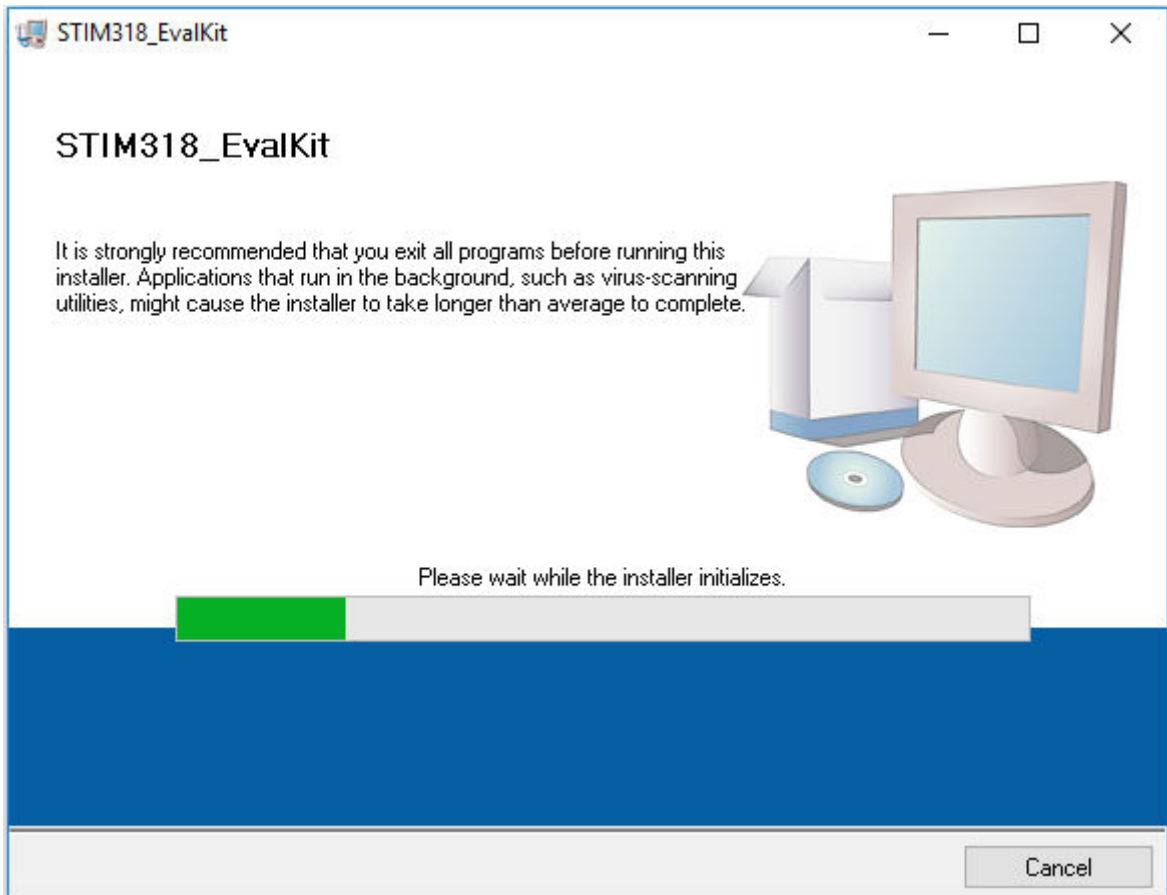 STIM318_EvalKit
STIM318_EvalKit
It is strongly recommended that you exit all programs before running this
installer. Applications that run in the background, such as virus-scanning
utilities, might cause the installer to take longer than average to complete.
Please wait while the installer initializes.
Cancel